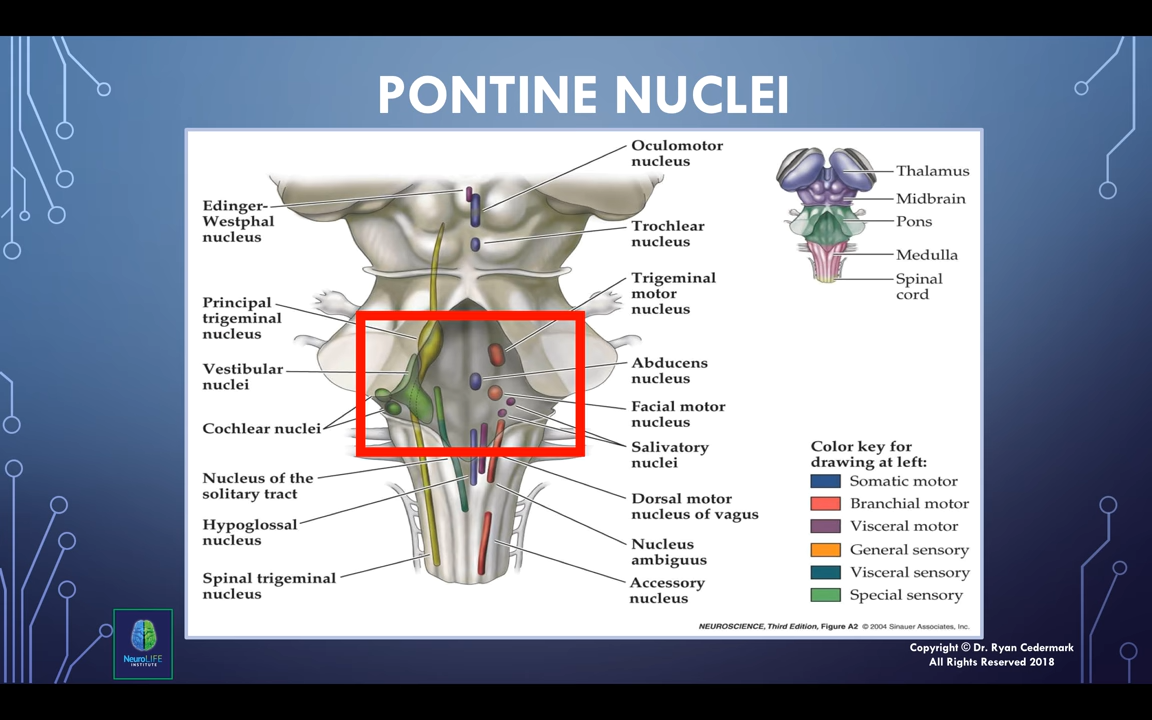 PONTINE NUCLEI
Oculomotor
nucleus
Edinger-
Westphal
nucleus
Trochlear
nucleus
Trigeminal
motor
nucleus
Principal
trigeminal
nucleus
Vestibular
nuclei
Abducens
nucleus
Facial motor
nucleus
Cochlear nuclei
Salivatory
nuclei
Nucleus of the
solitary tract
Dorsal motor
nucleus of vagus
Hypoglossal
nucleus
Nucleus
ambiguus
Spinal trigeminal
nucleus
Accessory
nucleus
Thalamus
Midbrain
Pons
Medulla
Spinal
cord
Color key for
drawing at left:
Somatic motor
Branchial motor
Visceral motor
General sensory
Visceral sensory
Special sensory
NEUROSCIENCE, Third Edition, Figure A2 © 2004 Sinauer Associates, Inc.
NeuroLIFE
INSTITUTE
Copyright © Dr. Ryan Cedermark
All Rights Reserved 2018